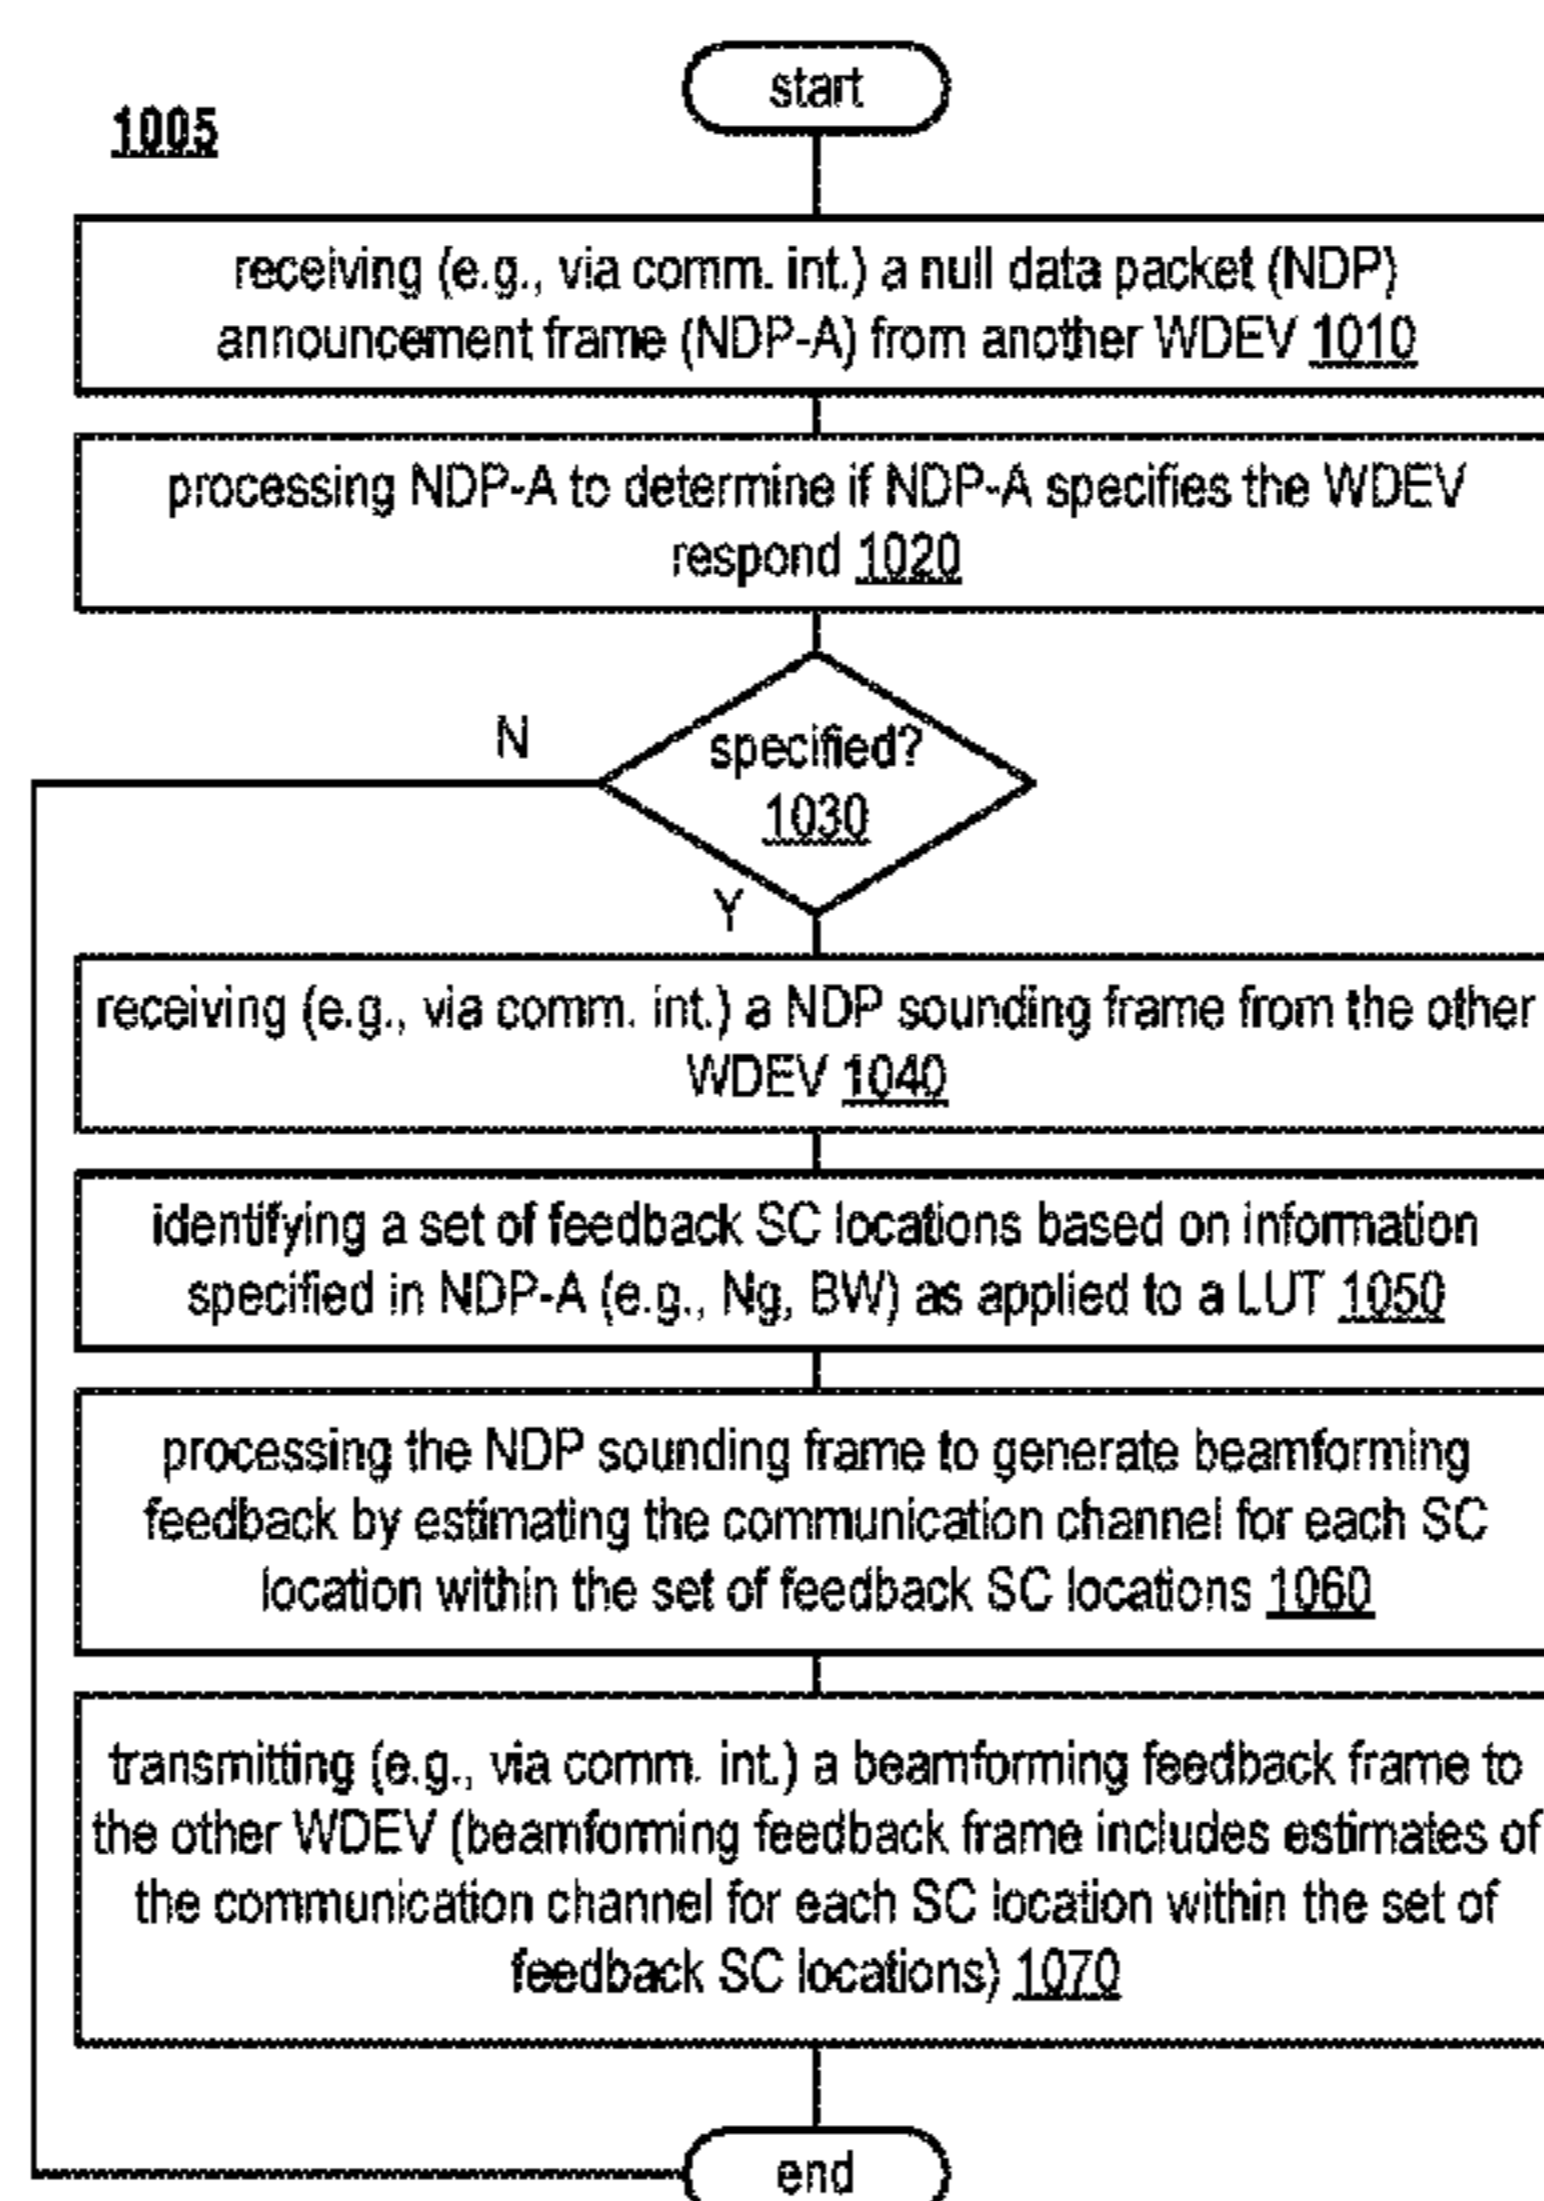 start
1005
receiving (e.g., via comm. int.) a null data packet (NDP)
announcement frame (NDP-A) from another WDEV 1010
processing NDP-A to determine if NDP-A specifies the WDEV
respond 1020
N
specified?
1030
Y
receiving (e.g., via comm. int.) a NDP sounding frame from the other
WDEV 1040
identifying a set of feedback SC locations based on information
specified in NDP-A (e.g., Ng, BW) as applied to a LUT 1050
processing the NDP sounding frame to generate beamforming
feedback by estimating the communication channel for each SC
location within the set of feedback SC locations 1060
transmitting (e.g., via comm. int.) a beamforming feedback frame to
the other WDEV (beamforming feedback frame includes estimates of
the communication channel for each SC location within the set of
feedback SC locations) 1070
end